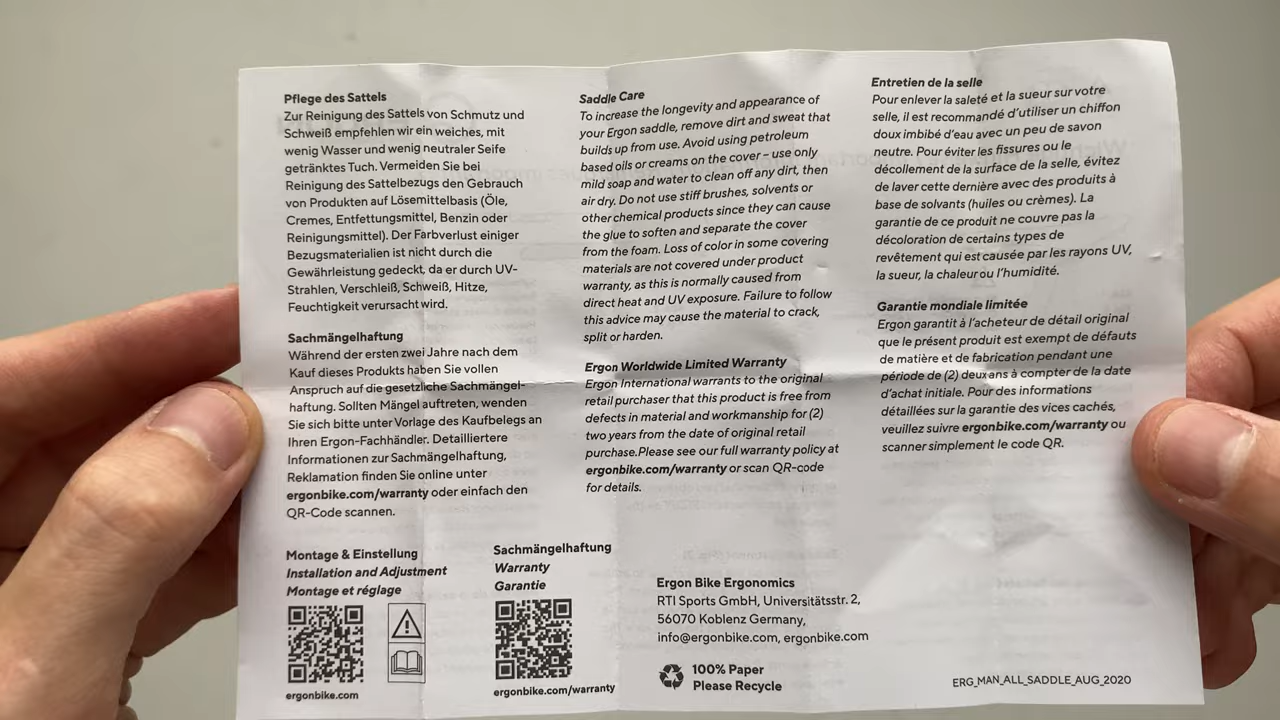 Pflege des Sattels
Zur Reinigung des Sattels von Schmutz und
Schweiß empfehlen wir ein weiches, mit
wenig Wasser und wenig neutraler Seife
getränktes Tuch. Vermeiden Sie bei
Reinigung des Sattelbezugs den Gebrauch
von Produkten auf Lösemittelbasis (Öle,
Cremes, Entfettungsmittel, Benzin oder
Reinigungsmittel). Der Farbverlust einiger
Bezugsmaterialien ist nicht durch die
Gewährleistung gedeckt, da er durch UV-
Strahlen, Verschleiß, Schweiß, Hitze,
Feuchtigkeit verursacht wird.
Sachmängelhaftung
Während der ersten zwei Jahre nach dem
Kauf dieses Produkts haben Sie vollen
Anspruch auf die gesetzliche Sachmängel-
haftung. Sollten Mängel auftreten, wenden
Sie sich bitte unter Vorlage des Kaufbelegs an
Ihren Ergon-Fachhändler. Detailliertere
Informationen zur Sachmängelhaftung,
Reklamation finden Sie online unter
ergonbike.com/warranty oder einfach den
QR-Code scannen.
Saddle Care
To increase the longevity and appearance of
your Ergon saddle, remove dirt and sweat that
builds up from use. Avoid using petroleum
based oils or creams on the cover – use only
mild soap and water to clean off any dirt, then
air dry. Do not use stiff brushes, solvents or
other chemical products since they can cause
the glue to soften and separate the cover
from the foam. Loss of color in some covering
materials are not covered under product
warranty, as this is normally caused from
direct heat and UV exposure. Failure to follow
this advice may cause the material to crack,
split or harden.
Ergon Worldwide Limited Warranty
Ergon International warrants to the original
retail purchaser that this product is free from
defects in material and workmanship for (2)
two years from the date of original retail
purchase.Please see our full warranty policy at
ergonbike.com/warranty or scan QR-code
for details.
Entretien de la selle
Pour enlever la saleté et la sueur sur votre
selle, il est recommandé d'utiliser un chiffon
doux imbibé d'eau avec un peu de savon
neutre. Pour éviter les fissures ou le
décollement de la surface de la selle, évitez
de laver cette dernière avec des produits à
base de solvants (huiles ou crèmes). La
garantie de ce produit ne couvre pas la
décoloration de certains types de
revêtement qui est causée par les rayons UV,
la sueur, la chaleur ou l'humidité.
Garantie mondiale limitée
Ergon garantit à l'acheteur de détail original
que le présent produit est exempt de défauts
de matière et de fabrication pendant une
période de (2) deux ans à compter de la date
d'achat initiale. Pour des informations
détaillées sur la garantie des vices cachés,
veuillez suivre ergonbike.com/warranty ou
scanner simplement le code QR.
Montage & Einstellung
Installation and Adjustment
Montage et réglage
ergonbike.com
Sachmängelhaftung
Warranty
Garantie
ergonbike.com/warranty
Ergon Bike Ergonomics
RTI Sports GmbH, Universitätsstr. 2,
56070 Koblenz Germany,
info@ergonbike.com, ergonbike.com
100% Paper
Please Recycle
ERG_MAN_ALL_SADDLE_AUG_2020